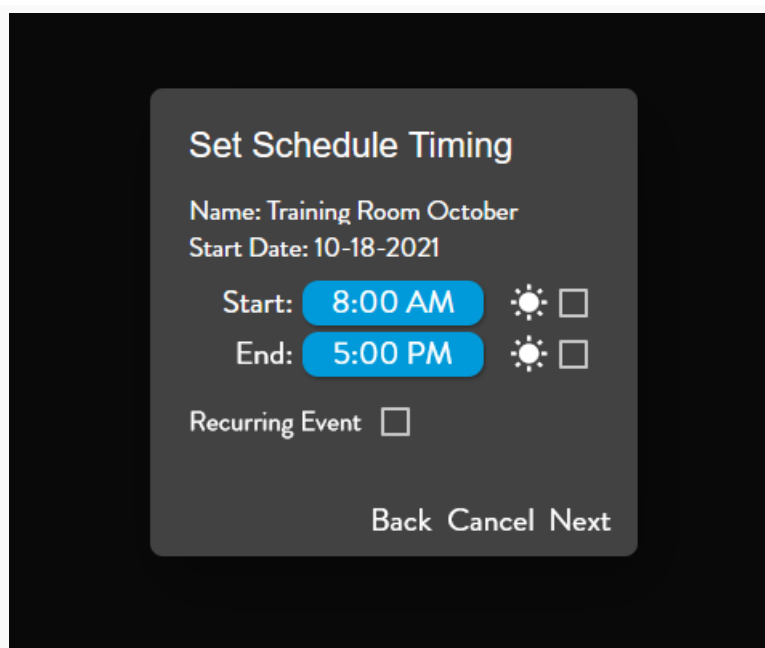 Set Schedule Timing
Name: Training Room October
Start Date: 10-18-2021
Start: 8:00 AM
End: 5:00 PM
Recurring Event
Back Cancel Next